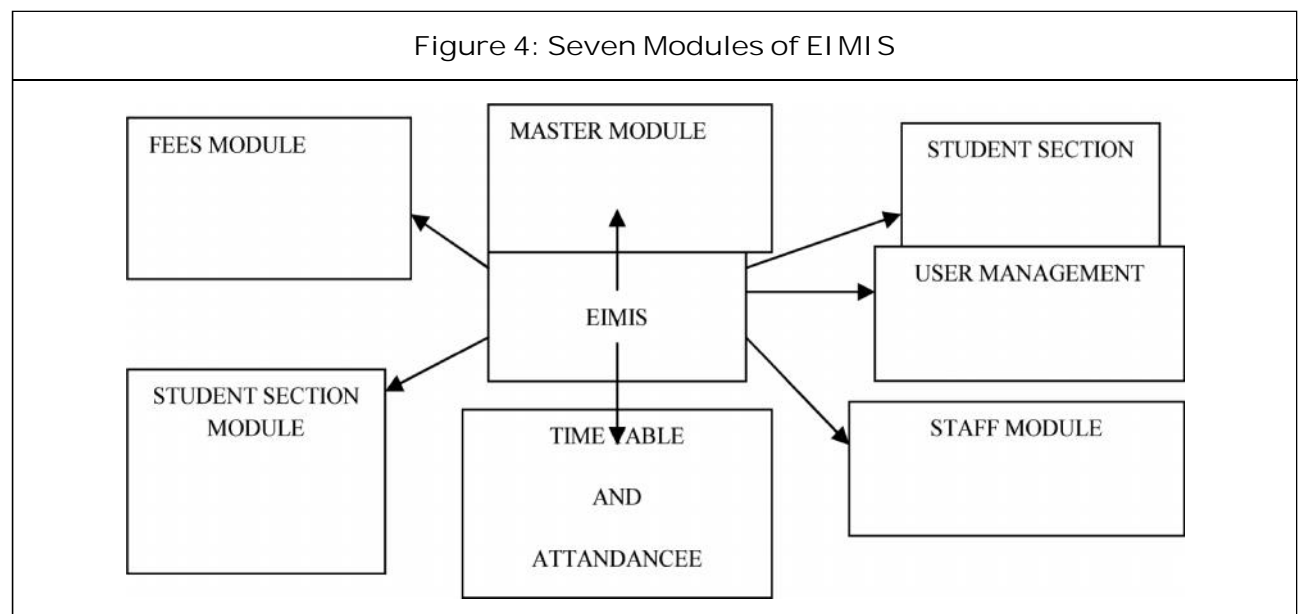 Figure 4: Seven Modules of EIMIS
FEES MODULE
MASTER MODULE
STUDENT SECTION
USER MANAGEMENT
EIMIS
STUDENT SECTION
MODULE
TIME TABLE
AND
ATTANDANCEE
STAFF MODULE